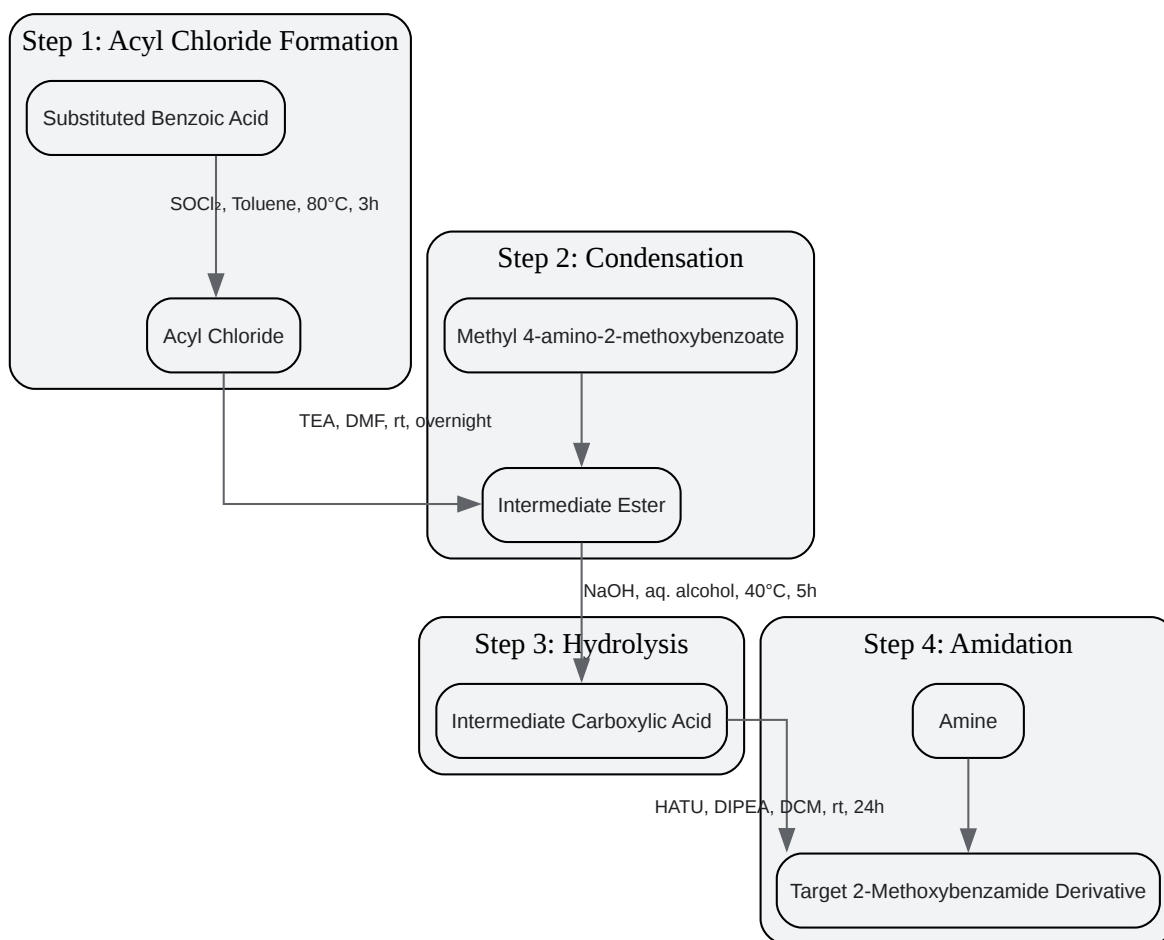 Step 1: Acyl Chloride Formation
Substituted Benzoic Acid
SOCl₂, Toluene, 80°C, 3h
Acyl Chloride
Step 2: Condensation
Methyl 4-amino-2-methoxybenzoate
TEA, DMF, rt, overnight
Intermediate Ester
NaOH, aq. alcohol, 40°C, 5h
Step 3: Hydrolysis
Intermediate Carboxylic Acid
Step 4: Amidation
Amine
HATU, DIPEA, DCM, rt, 24h
Target 2-Methoxybenzamide Derivative